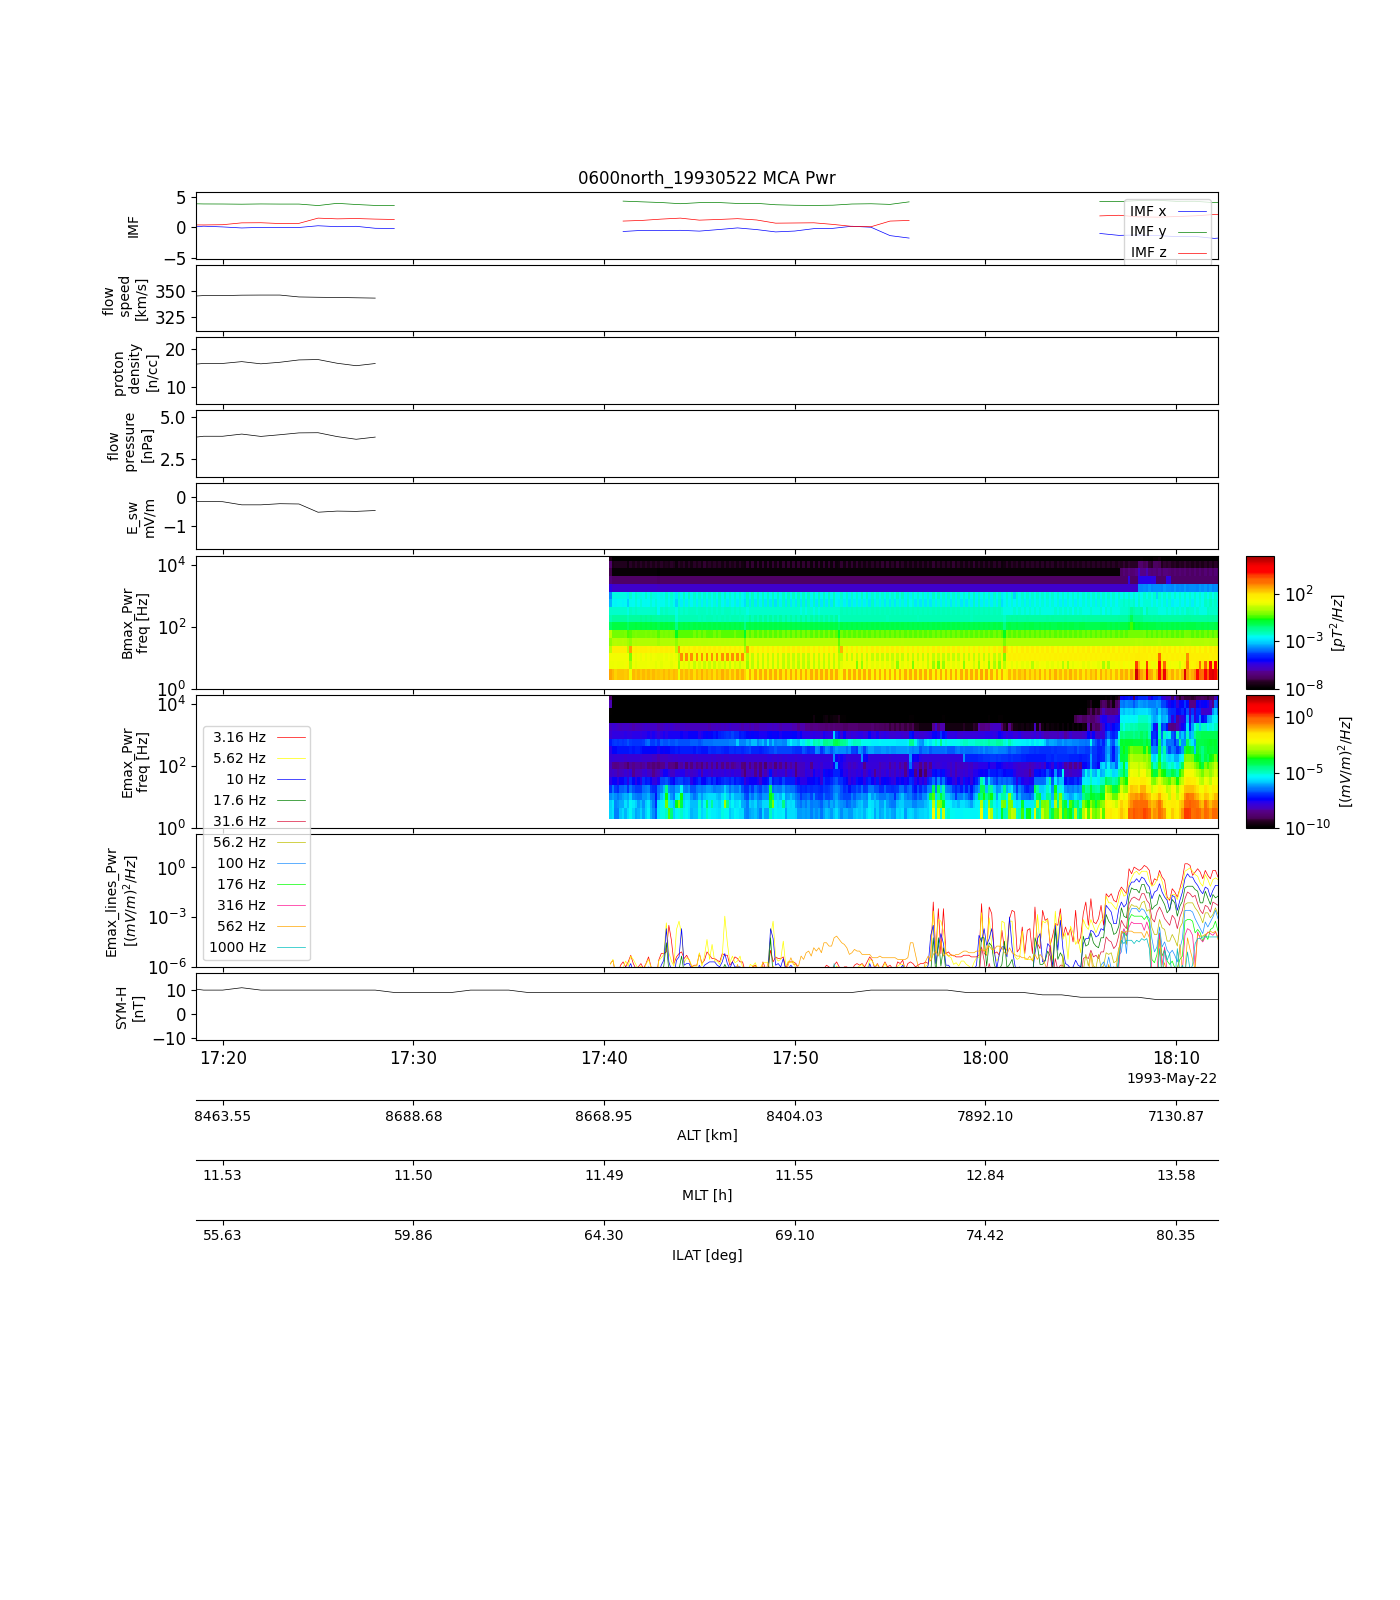 0600north_19930522 MCA Pwr
5
0
−5
IMF
IMF x
IMF y
IMF z
350
325
flow
speed
[km/s]
20
10
proton
density
[n/cc]
5.0
2.5
flow
pressure
[nPa]
0
−1
E_sw
mV/m
10^4
10^2
10^0
Bmax_Pwr
freq [Hz]
10^2
10^−3
10^−8
[pT^2/Hz]
10^4
10^2
10^0
Emax_Pwr
freq [Hz]
10^0
10^−5
10^−10
[(mV/m)^2/Hz]
3.16 Hz
5.62 Hz
10 Hz
17.6 Hz
31.6 Hz
56.2 Hz
100 Hz
176 Hz
316 Hz
562 Hz
1000 Hz
10^0
10^−3
10^−6
Emax_lines_Pwr
[(mV/m)^2/Hz]
10
0
−10
SYM-H
[nT]
17:20 17:30 17:40 17:50 18:00 18:10
1993-May-22
8463.55 8688.68 8668.95 8404.03 7892.10 7130.87
ALT [km]
11.53 11.50 11.49 11.55 12.84 13.58
MLT [h]
55.63 59.86 64.30 69.10 74.42 80.35
ILAT [deg]